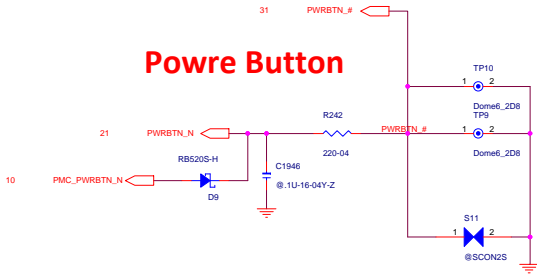 31 PWRBTN_#
Powre Button
TP10
1 2
Dome6_2D8
TP9
R242
21 PWRBTN_N
PWRBTN_#
1 2
220-04
Dome6_2D8
RB520S-H
C1946
10 PMC_PWRBTN_N
@.1U-16-04Y-Z
D9
S11
1 2
@SCON2S